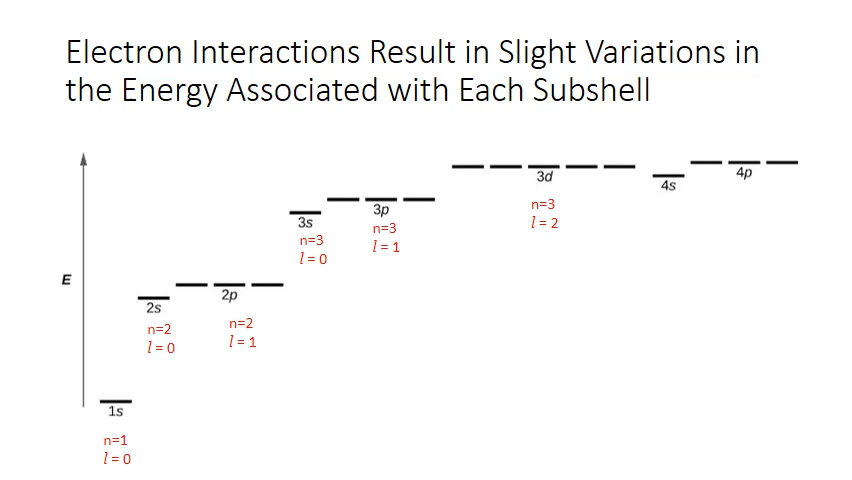 Electron Interactions Result in Slight Variations in
the Energy Associated with Each Subshell
3d
4p
4s
3p
3s
n=3
l = 2
n=3
l = 1
n=3
l = 0
E
2p
2s
n=2
l = 1
n=2
l = 0
1s
n=1
l = 0